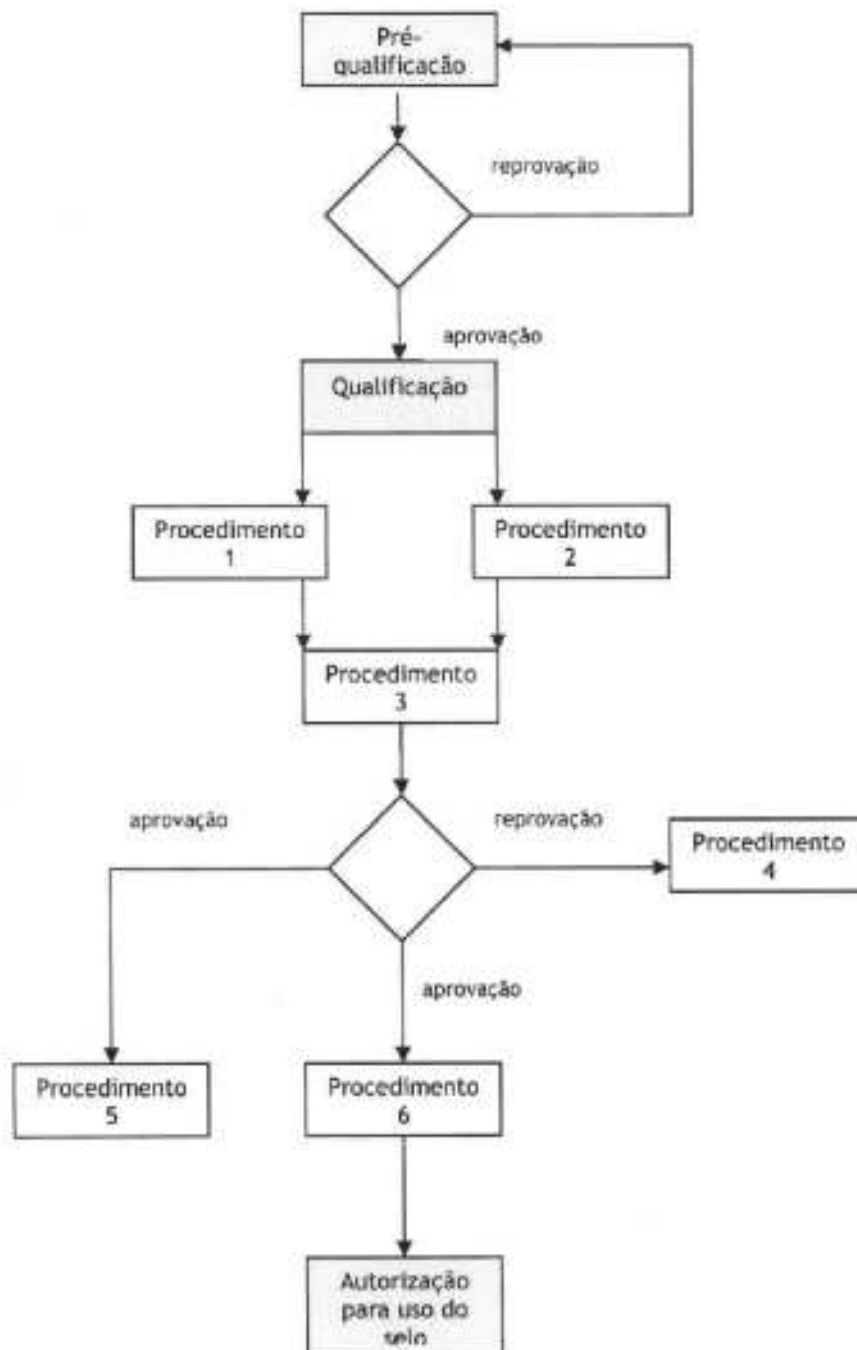 Pré-
qualificação
reprovação
aprovação
Qualificação
Procedimento
1
Procedimento
2
Procedimento
3
aprovação
reprovação
Procedimento
4
aprovação
Procedimento
5
Procedimento
6
Autorização
para uso do
selo